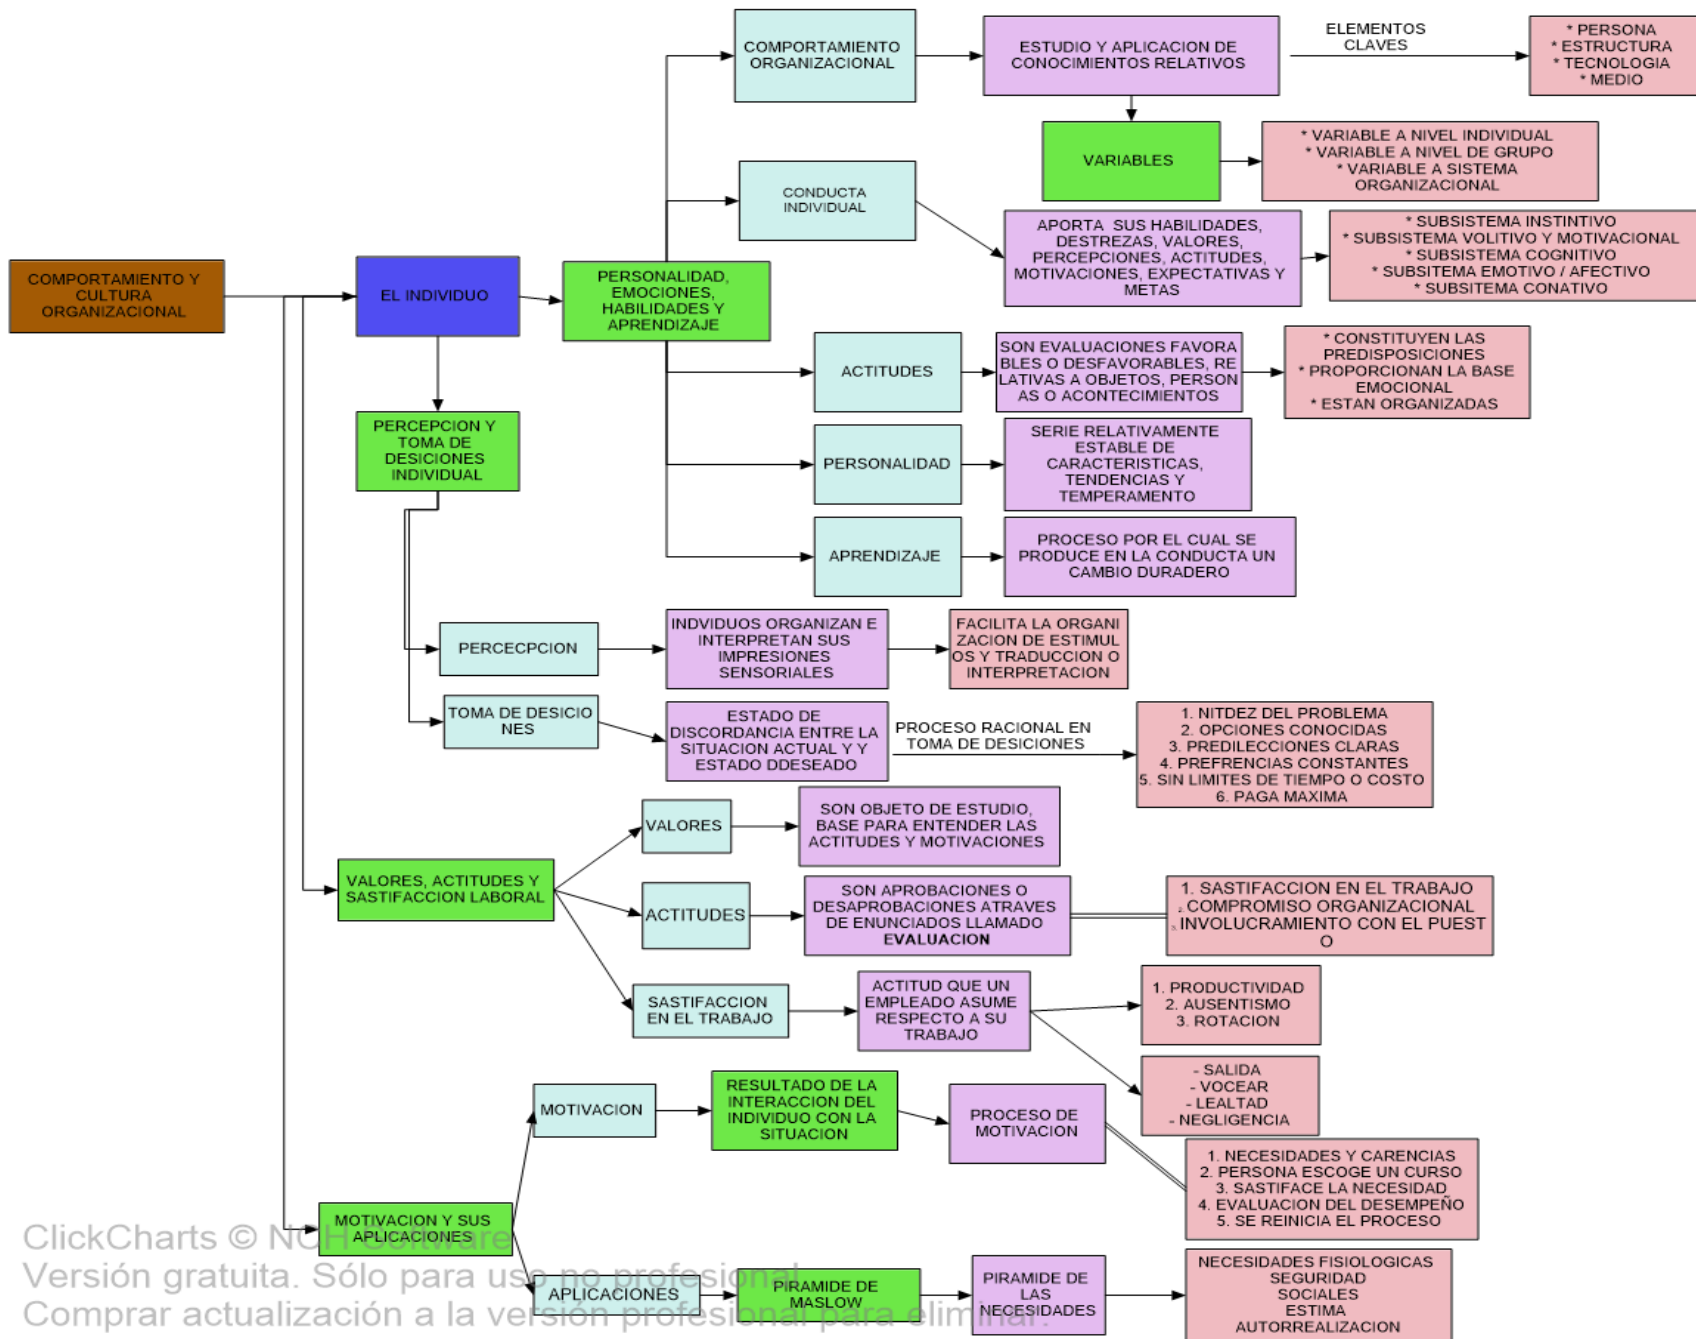 COMPORTAMIENTO Y
CULTURA
ORGANIZACIONAL
EL INDIVIDUO
PERSONALIDAD,
EMOCIONES,
HABILIDADES Y
APRENDIZAJE
COMPORTAMIENTO
ORGANIZACIONAL
ESTUDIO Y APLICACION DE
CONOCIMIENTOS RELATIVOS
ELEMENTOS
CLAVES
* PERSONA
* ESTRUCTURA
* TECNOLOGIA
* MEDIO
VARIABLES
* VARIABLE A NIVEL INDIVIDUAL
* VARIABLE A NIVEL DE GRUPO
* VARIABLE A SISTEMA
ORGANIZACIONAL
CONDUCTA
INDIVIDUAL
APORTA  SUS HABILIDADES,
DESTREZAS, VALORES,
PERCEPCIONES, ACTITUDES,
MOTIVACIONES, EXPECTATIVAS Y
METAS
* SUBSISTEMA INSTINTIVO
* SUBSISTEMA VOLITIVO Y MOTIVACIONAL
* SUBSISTEMA COGNITIVO
* SUBSITEMA EMOTIVO / AFECTIVO
* SUBSITEMA CONATIVO
ACTITUDES
SON EVALUACIONES FAVORA
BLES O DESFAVORABLES, RE
LATIVAS A OBJETOS, PERSON
AS O ACONTECIMIENTOS
* CONSTITUYEN LAS
PREDISPOSICIONES
* PROPORCIONAN LA BASE
EMOCIONAL
* ESTAN ORGANIZADAS
PERSONALIDAD
SERIE RELATIVAMENTE
ESTABLE DE
CARACTERISTICAS,
TENDENCIAS Y
TEMPERAMENTO
APRENDIZAJE
PROCESO POR EL CUAL SE
PRODUCE EN LA CONDUCTA UN
CAMBIO DURADERO
PERCEPCION Y
TOMA DE
DESICIONES
INDIVIDUAL
PERCECPCION
INDVIDUOS ORGANIZAN E
INTERPRETAN SUS
IMPRESIONES
SENSORIALES
FACILITA LA ORGANI
ZACION DE ESTIMUL
OS Y TRADUCCION O
INTERPRETACION
TOMA DE DESICIO
NES
ESTADO DE
DISCORDANCIA ENTRE LA
SITUACION ACTUAL Y Y
ESTADO DDESEADO
PROCESO RACIONAL EN
TOMA DE DESICIONES
1. NITDEZ DEL PROBLEMA
2. OPCIONES CONOCIDAS
3. PREDILECCIONES CLARAS
4. PREFRENCIAS CONSTANTES
5. SIN LIMITES DE TIEMPO O COSTO
6. PAGA MAXIMA
VALORES, ACTITUDES Y
SASTIFACCION LABORAL
VALORES
SON OBJETO DE ESTUDIO,
BASE PARA ENTENDER LAS
ACTITUDES Y MOTIVACIONES
ACTITUDES
SON APROBACIONES O
DESAPROBACIONES ATRAVES
DE ENUNCIADOS LLAMADO
EVALUACION
1. SASTIFACCION EN EL TRABAJO
2. COMPROMISO ORGANIZACIONAL
3. INVOLUCRAMIENTO CON EL PUEST
O
SASTIFACCION
EN EL TRABAJO
ACTITUD QUE UN
EMPLEADO ASUME
RESPECTO A SU
TRABAJO
1. PRODUCTIVIDAD
2. AUSENTISMO
3. ROTACION
- SALIDA
- VOCEAR
- LEALTAD
- NEGLIGENCIA
MOTIVACION Y SUS
APLICACIONES
MOTIVACION
RESULTADO DE LA
INTERACCION DEL
INDIVIDUO CON LA
SITUACION
PROCESO DE
MOTIVACION
1. NECESIDADES Y CARENCIAS
2. PERSONA ESCOGE UN CURSO
3. SASTIFACE LA NECESIDAD
4. EVALUACION DEL DESEMPEÑO
5. SE REINICIA EL PROCESO
APLICACIONES
PIRAMIDE DE
MASLOW
PIRAMIDE DE
LAS
NECESIDADES
NECESIDADES FISIOLOGICAS
SEGURIDAD
SOCIALES
ESTIMA
AUTORREALIZACION
ClickCharts © NCH Software
Versión gratuita. Sólo para uso no profesional.
Comprar actualización a la versión profesional para eliminar.